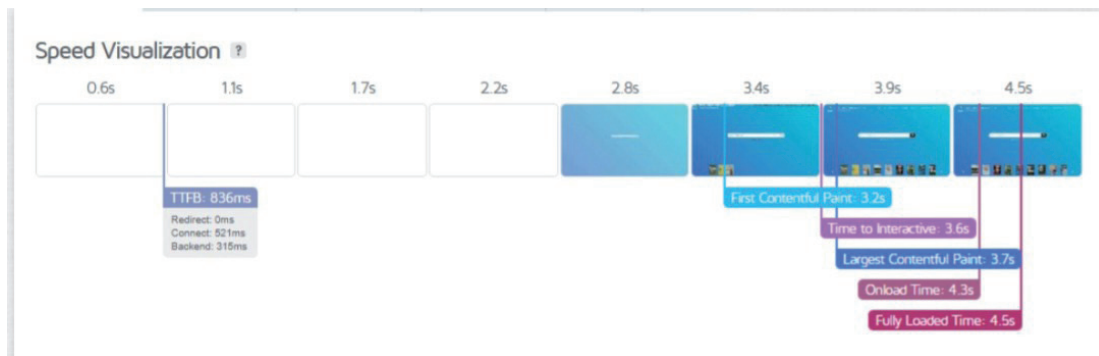 Speed Visualization ?
0.6s 1.1s 1.7s 2.2s 2.8s 3.4s 3.9s 4.5s
TTFB: 836ms
Redirect: 0ms
Connect: 521ms
Backend: 315ms
First Contentful Paint: 3.2s
Time to Interactive: 3.6s
Largest Contentful Paint: 3.7s
Onload Time: 4.3s
Fully Loaded Time: 4.5s